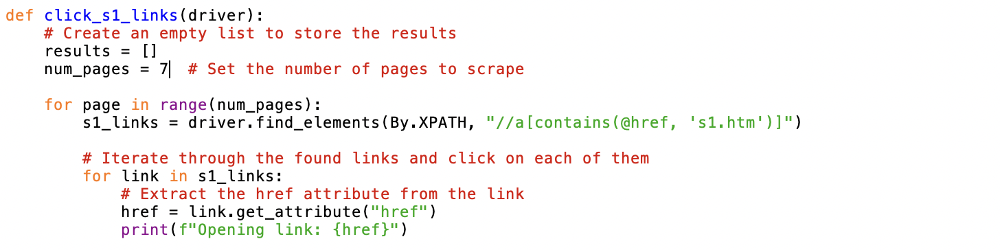 def click_s1_links(driver):
    # Create an empty list to store the results
    results = []
    num_pages = 7  # Set the number of pages to scrape

    for page in range(num_pages):
        s1_links = driver.find_elements(By.XPATH, "//a[contains(@href, 's1.htm')]")

        # Iterate through the found links and click on each of them
        for link in s1_links:
            # Extract the href attribute from the link
            href = link.get_attribute("href")
            print(f"Opening link: {href}")